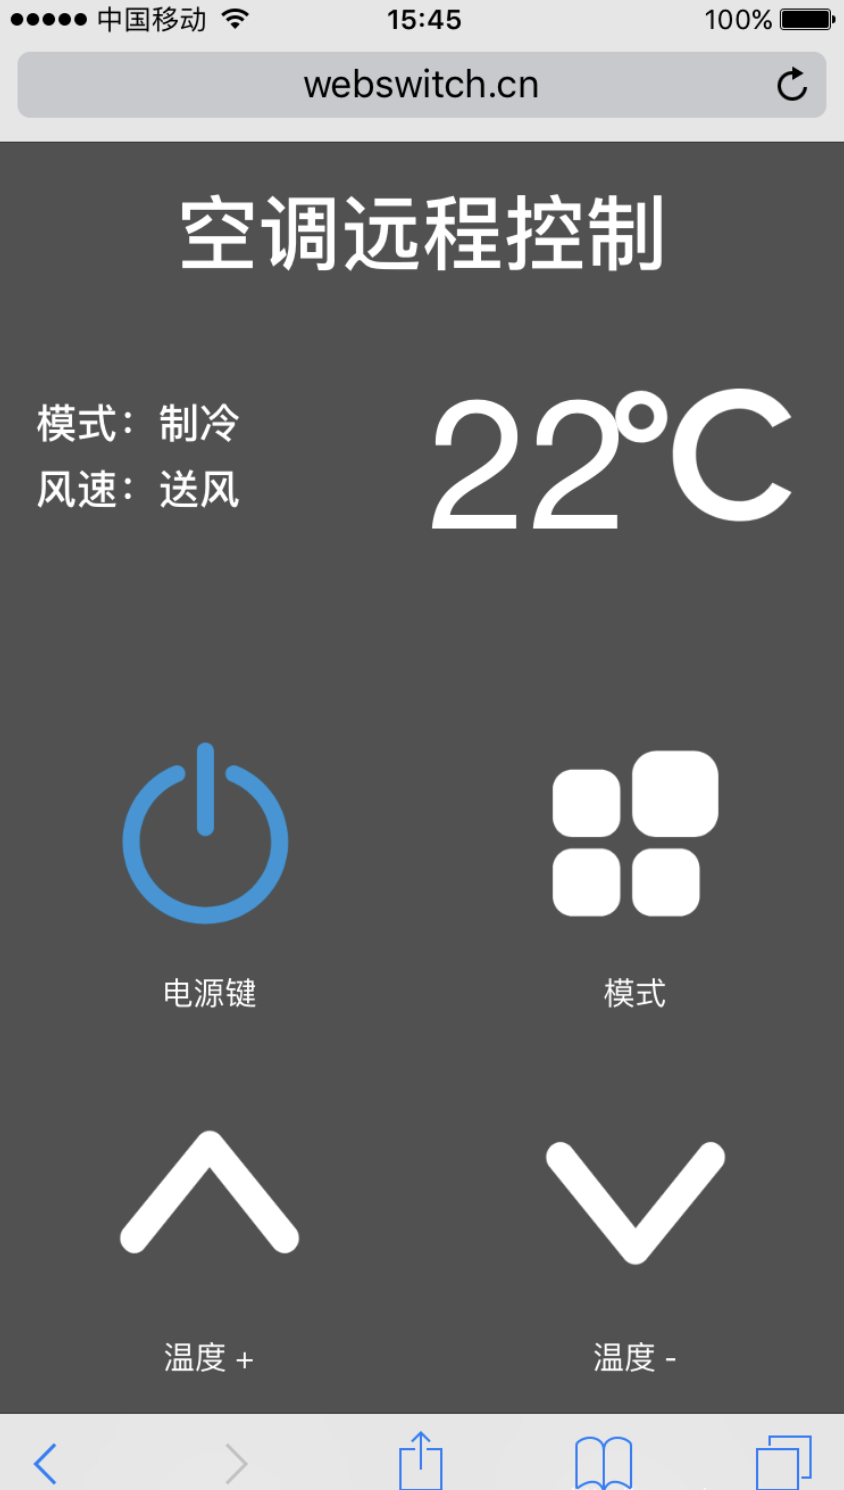 中国移动
15:45
100%
webswitch.cn
空调远程控制
模式：制冷
22℃
风速：送风
电源键
模式
温度 +
温度 -